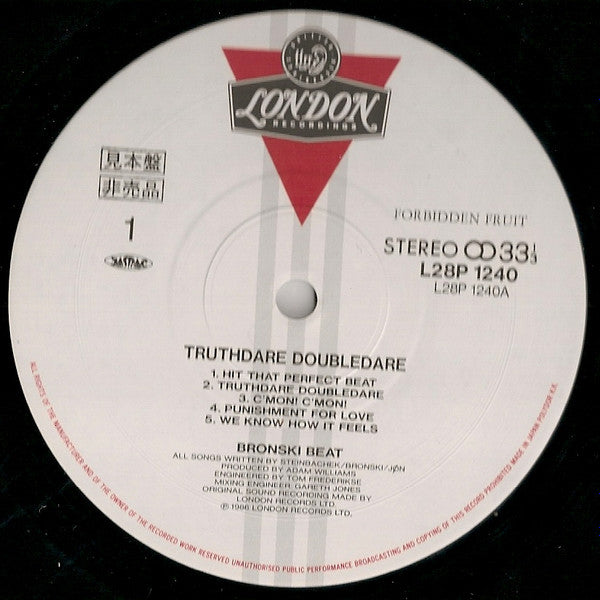 LONDON
RECORDINGS
見本盤
非売品
1
JASRAC
FORBIDDEN FRUIT
STEREO 33 1/3
L28P 1240
L28P 1240A
TRUTHDARE DOUBLEDARE
1. HIT THAT PERFECT BEAT
2. TRUTHDARE DOUBLEDARE
3. C'MON! C'MON!
4. PUNISHMENT FOR LOVE
5. WE KNOW HOW IT FEELS
BRONSKI BEAT
ALL SONGS WRITTEN BY STEINBACHEK/BRONSKI/JØN
PRODUCED BY ADAM WILLIAMS
ENGINEERED BY TOM FREDERIKSE
MIXING ENGINEER: GARETH JONES
ORIGINAL SOUND RECORDING MADE BY
LONDON RECORDS LTD.
℗ 1986 LONDON RECORDS LTD.
ALL RIGHTS OF THE MANUFACTURER AND OF THE OWNER OF THE RECORDED WORK RESERVED UNAUTHORISED PUBLIC PERFORMANCE BROADCASTING AND COPYING OF THIS RECORD PROHIBITED MADE IN JAPAN POLYDOR K.K.